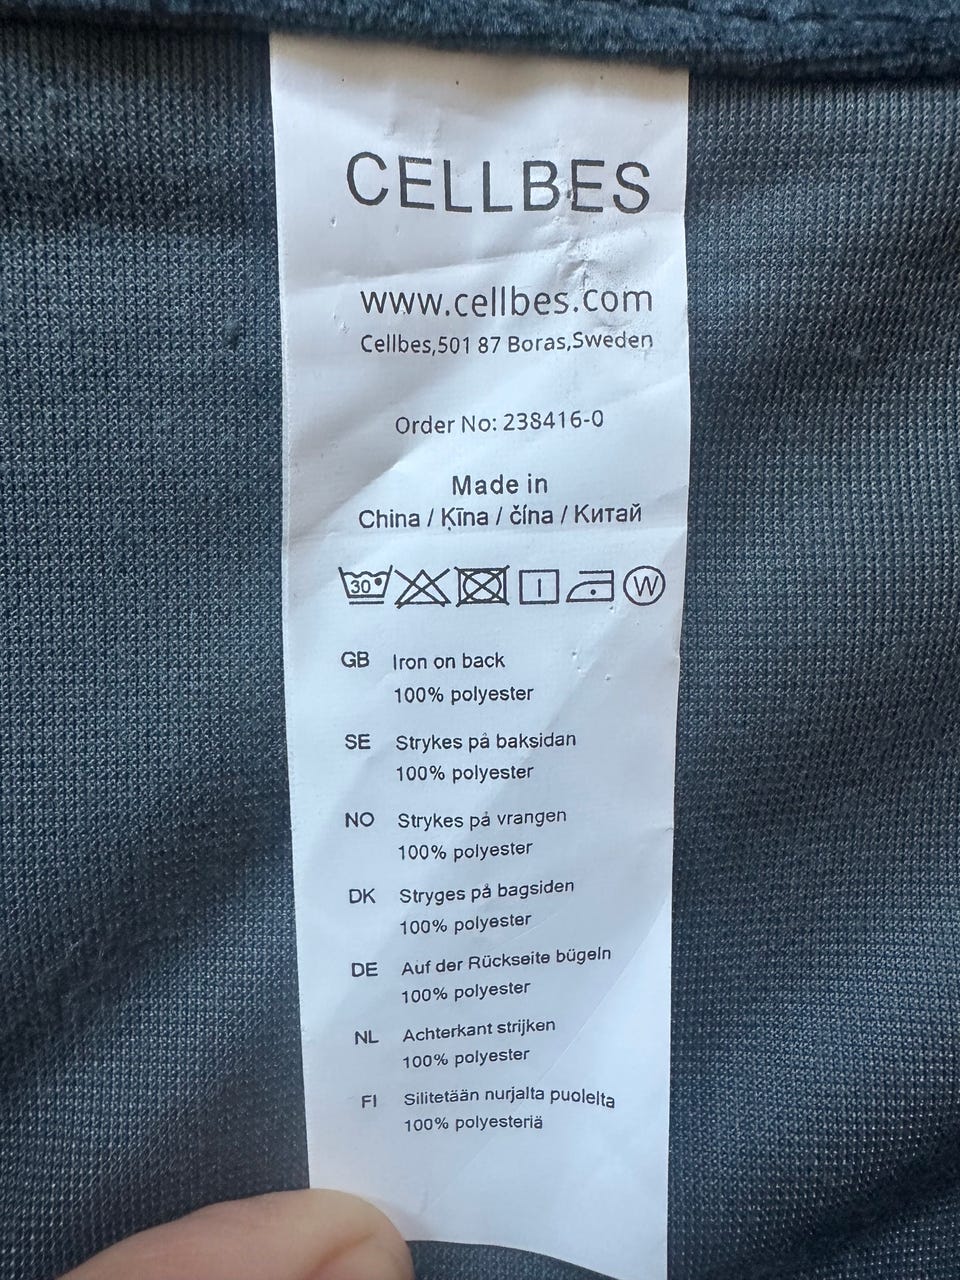 CELLBES
www.cellbes.com
Cellbes,501 87 Boras,Sweden
Order No: 238416-0
Made in
China / Ķīna / čína / Китай
30° W
GB Iron on back
100% polyester
SE Strykes på baksidan
100% polyester
NO Strykes på vrangen
100% polyester
DK Stryges på bagsiden
100% polyester
DE Auf der Rückseite bügeln
100% polyester
NL Achterkant strijken
100% polyester
FI Silitetään nurjalta puolelta
100% polyesteriä